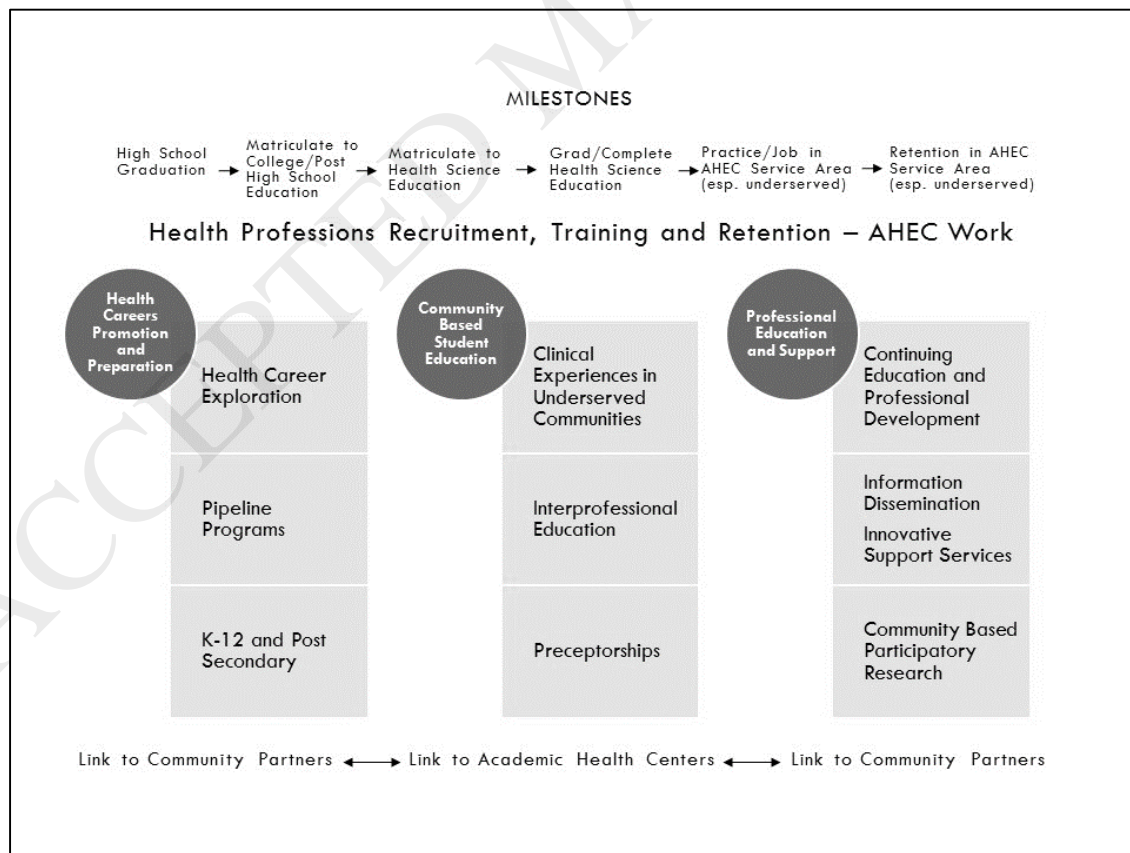 MILESTONES
High School
Graduation
Matriculate to
College/Post
High School
Education
Matriculate to
Health Science
Education
Grad/Complete
Health Science
Education
Practice/Job in
AHEC Service Area
(esp. underserved)
Retention in AHEC
Service Area
(esp. underserved)
Health Professions Recruitment, Training and Retention – AHEC Work
Health
Careers
Promotion
and
Preparation
Health Career
Exploration
Pipeline
Programs
K-12 and Post
Secondary
Community
Based
Student
Education
Clinical
Experiences in
Underserved
Communities
Interprofessional
Education
Preceptorships
Professional
Education
and Support
Continuing
Education and
Professional
Development
Information
Dissemination
Innovative
Support Services
Community Based
Participatory
Research
Link to Community Partners
Link to Academic Health Centers
Link to Community Partners
ACCEPTED MA